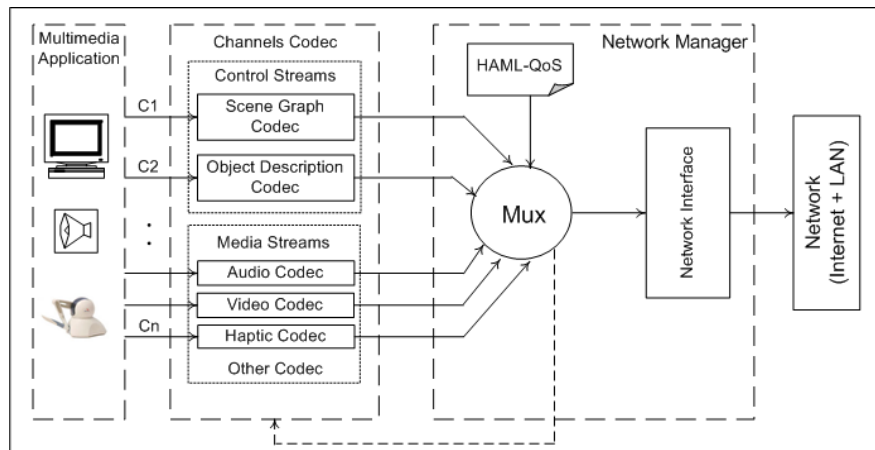 Multimedia
Application
Channels Codec
Network Manager
Control Streams
HAML-QoS
C1
Scene Graph
Codec
C2
Object Description
Codec
Mux
Network Interface
Network
(Internet + LAN)
Media Streams
Audio Codec
Video Codec
Cn
Haptic Codec
Other Codec